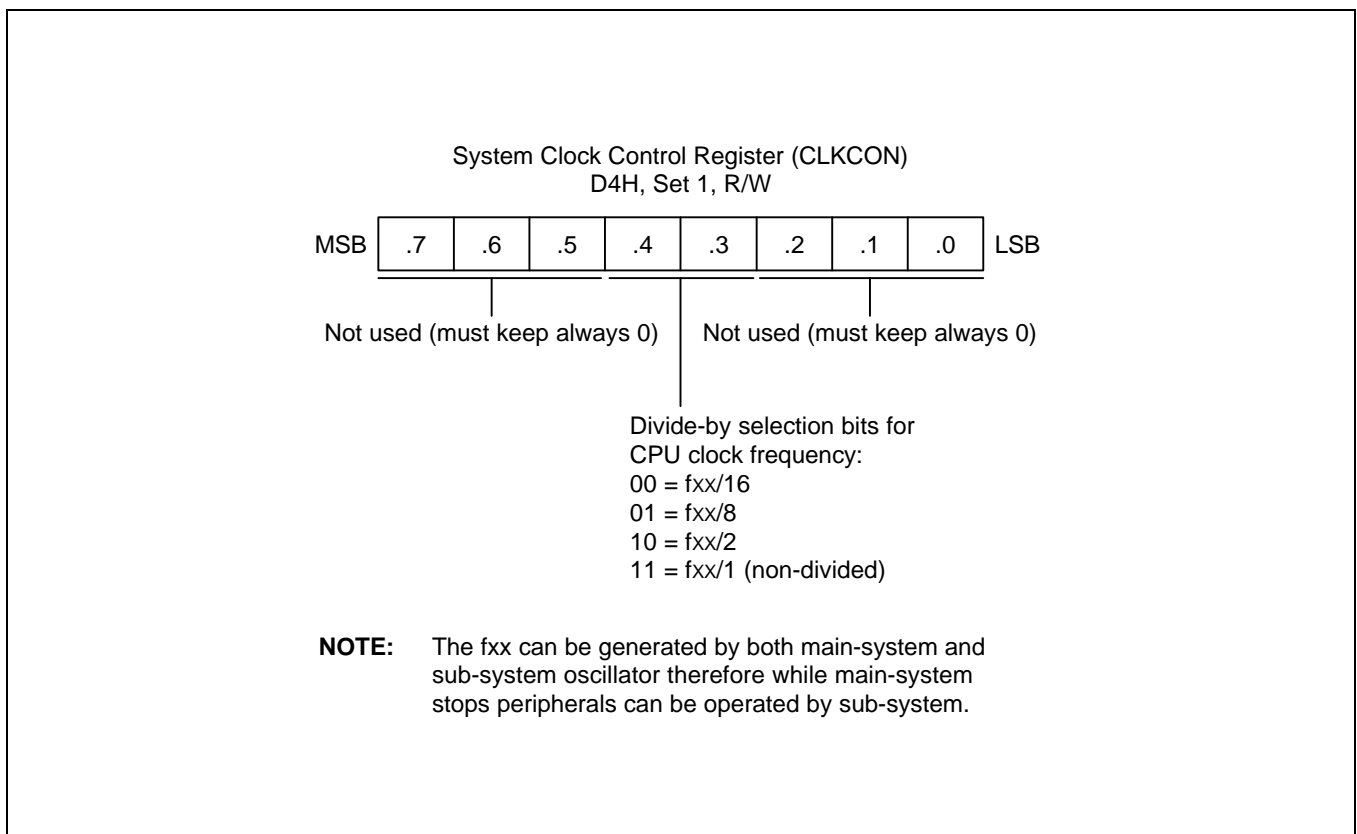 System Clock Control Register (CLKCON)
D4H, Set 1, R/W
MSB .7 .6 .5 .4 .3 .2 .1 .0 LSB
Not used (must keep always 0) Not used (must keep always 0)
Divide-by selection bits for
CPU clock frequency:
00 = fxx/16
01 = fxx/8
10 = fxx/2
11 = fxx/1 (non-divided)
NOTE: The fxx can be generated by both main-system and
sub-system oscillator therefore while main-system
stops peripherals can be operated by sub-system.